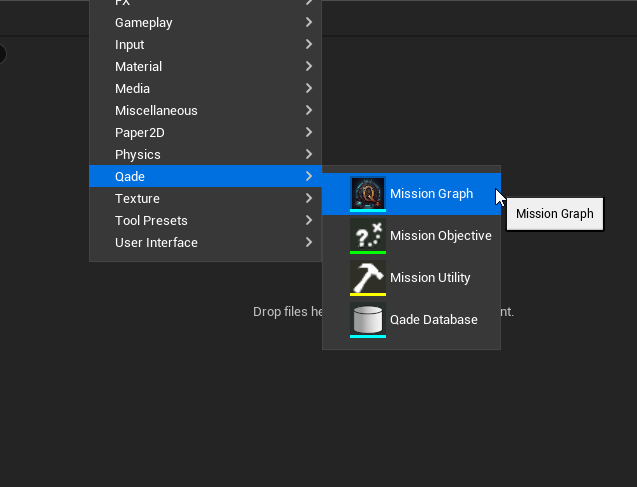 FX
Gameplay
Input
Material
Media
Miscellaneous
Paper2D
Physics
Qade
Texture
Tool Presets
User Interface
Mission Graph
Mission Objective
Mission Utility
Qade Database
Mission Graph
Drop files he
nt.